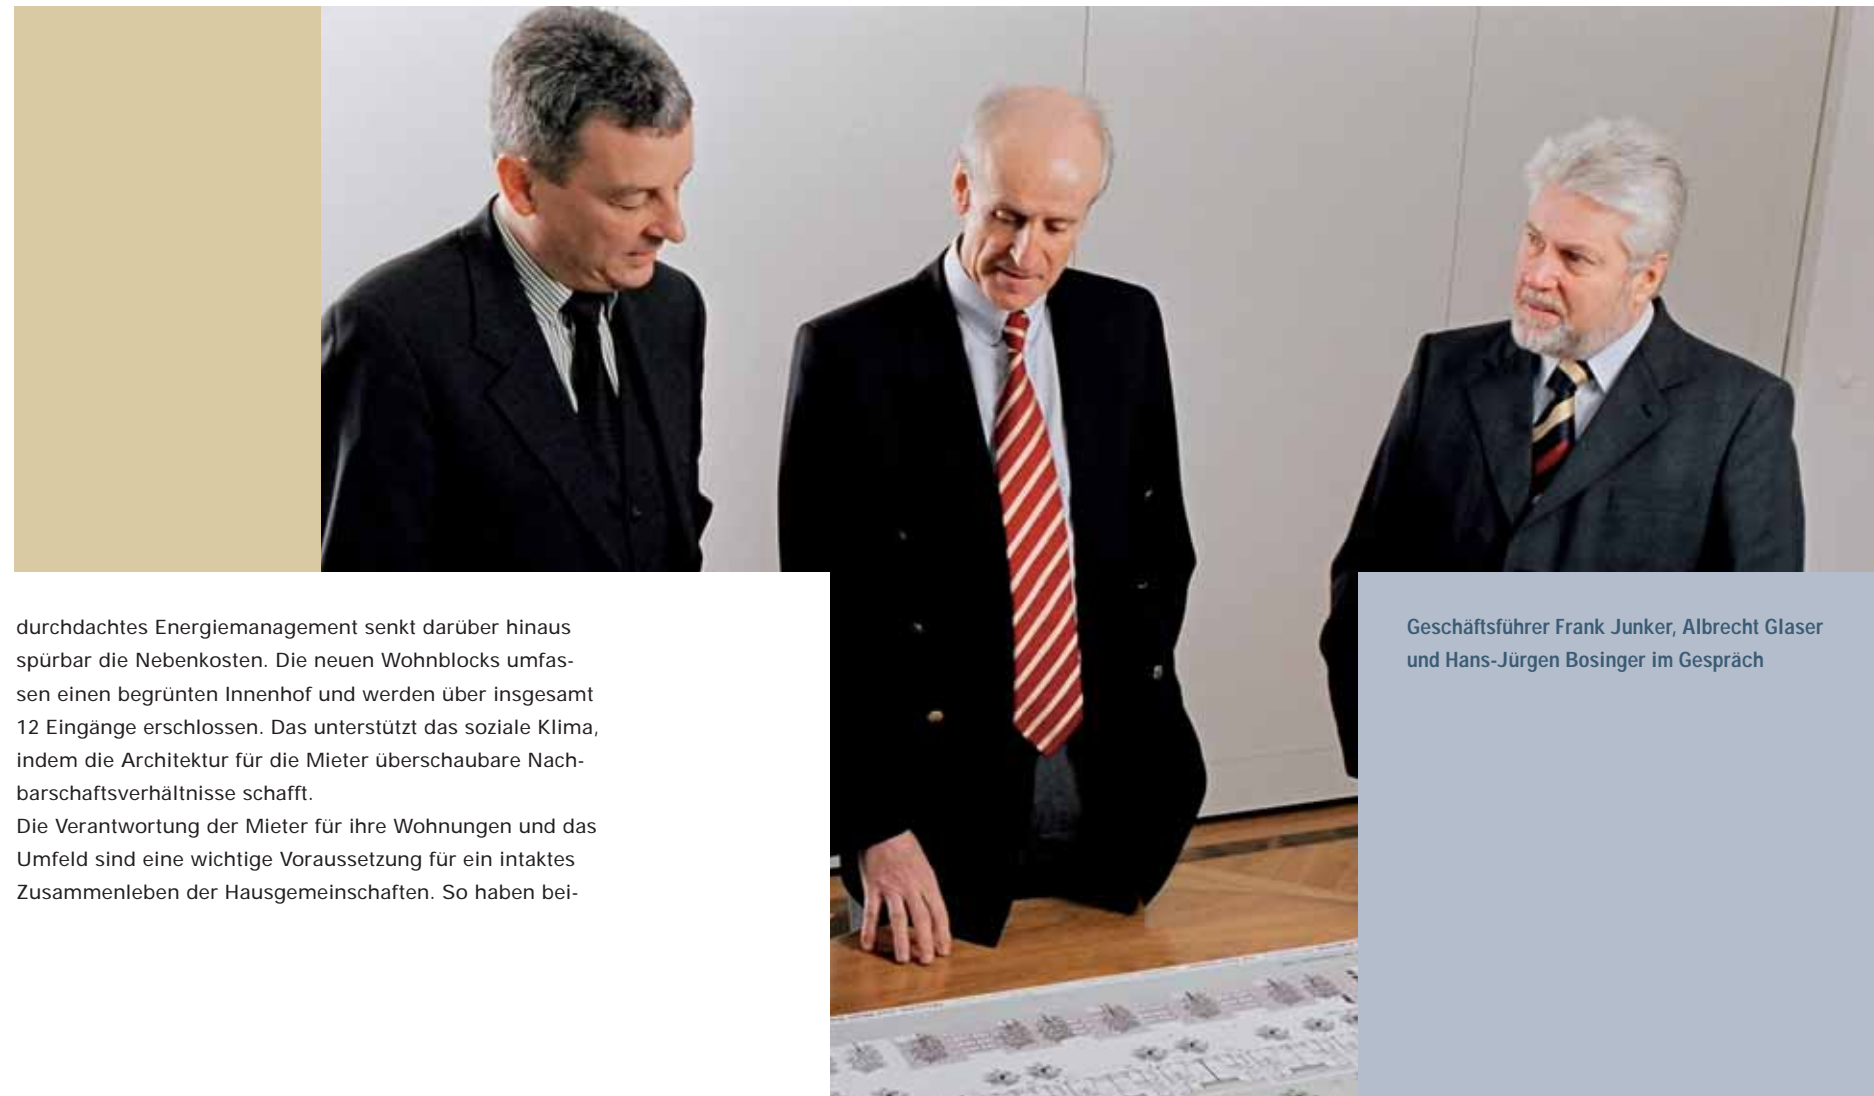 durchdachtes Energiemanagement senkt darüber hinaus
spürbar die Nebenkosten. Die neuen Wohnblocks umfas-
sen einen begrünten Innenhof und werden über insgesamt
12 Eingänge erschlossen. Das unterstützt das soziale Klima,
indem die Architektur für die Mieter überschaubare Nach-
barschaftsverhältnisse schafft.
Die Verantwortung der Mieter für ihre Wohnungen und das
Umfeld sind eine wichtige Voraussetzung für ein intaktes
Zusammenleben der Hausgemeinschaften. So haben bei-
Geschäftsführer Frank Junker, Albrecht Glaser
und Hans-Jürgen Bosinger im Gespräch